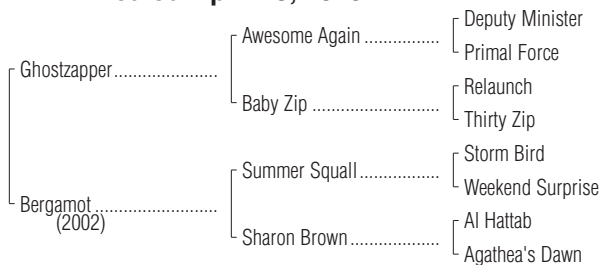 Ghostzapper
Bergamot
(2002)
Awesome Again
Baby Zip
Summer Squall
Sharon Brown
Deputy Minister
Primal Force
Relaunch
Thirty Zip
Storm Bird
Weekend Surprise
Al Hattab
Agathea's Dawn